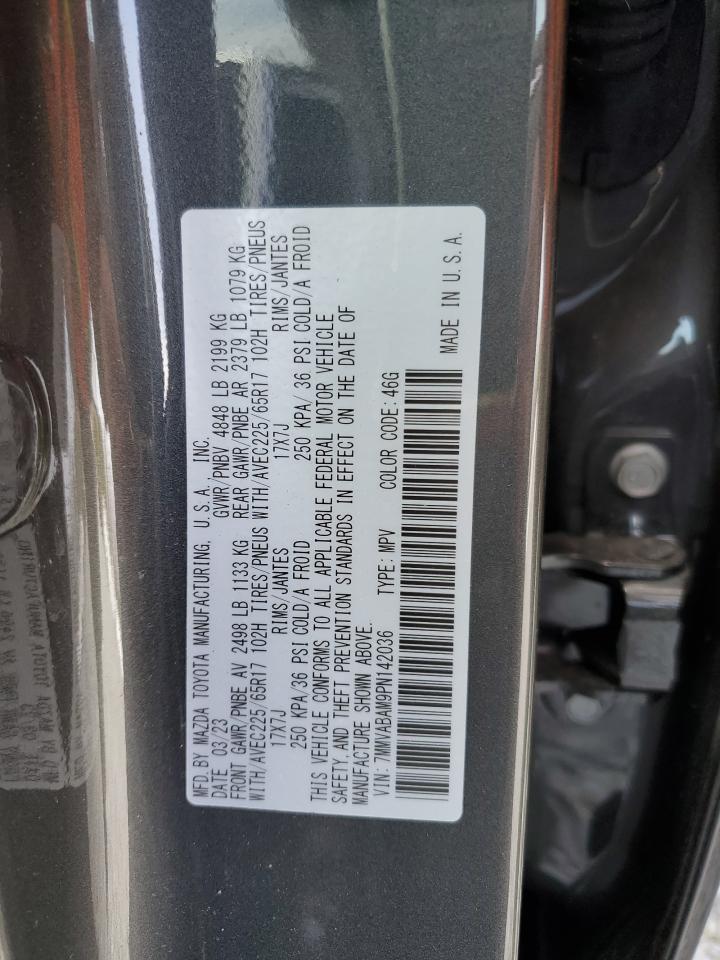 MFD. BY MAZDA TOYOTA MANUFACTURING, U.S.A., INC.
DATE 03/23 GVWR/PNBV 4848 LB 2199 KG
FRONT GAWR/PNBE AV 2498 LB 1133 KG REAR GAWR/PNBE AR 2379 LB 1079 KG
WITH/AVEC225/65R17 102H TIRES/PNEUS WITH/AVEC225/65R17 102H TIRES/PNEUS
17X7J RIMS/JANTES 17X7J RIMS/JANTES
250 KPA/36 PSI COLD/A FROID 250 KPA/ 36 PSI COLD/A FROID
THIS VEHICLE CONFORMS TO ALL APPLICABLE FEDERAL MOTOR VEHICLE
SAFETY AND THEFT PREVENTION STANDARDS IN EFFECT ON THE DATE OF
MANUFACTURE SHOWN ABOVE.
VIN: 7MMVABAM9PN142036 TYPE: MPV COLOR CODE: 46G
MADE IN U.S.A.